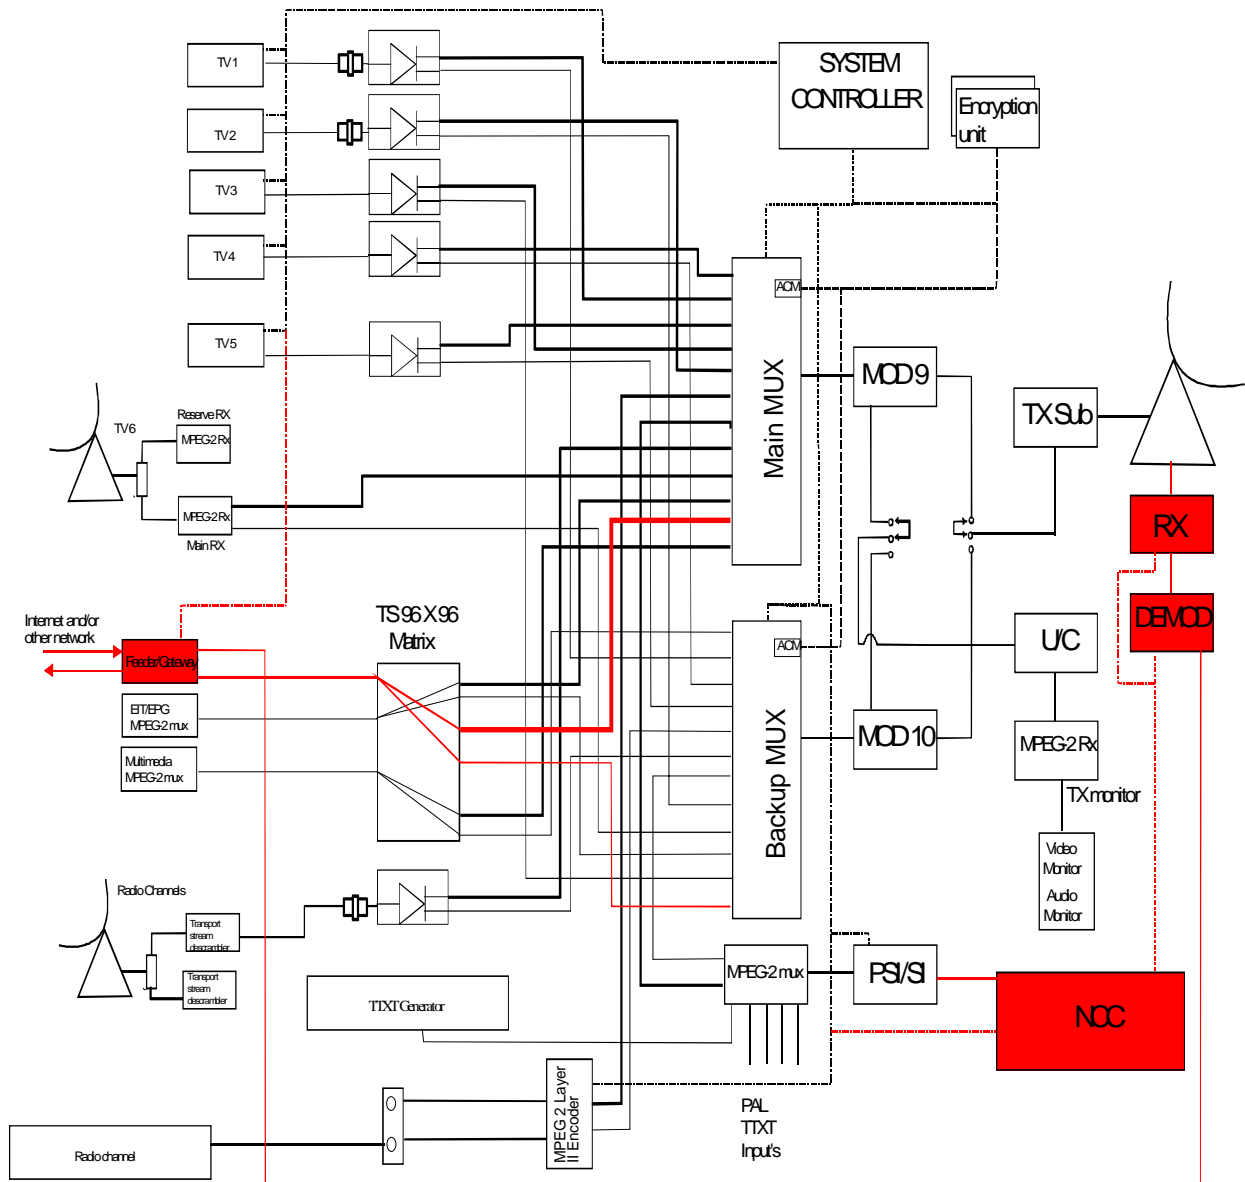 TV1
SYSTEM
CONTROLLER
Encryption
unit
TV2
TV3
TV4
ACM
TV5
Main MUX
MOD 9
TX Sub
TV6
Reserve RX
MPEG-2 Rx
MPEG-2 Rx
Main RX
RX
TS 96 X 96
Matrix
Internet and/or
other network
Feeder/Gateway
DEMOD
ACM
U/C
EIT/EPG
MPEG-2 mux
Multimedia
MPEG-2 mux
Backup MUX
MOD 10
MPEG-2 Rx
TX monitor
Video
Monitor
Audio
Monitor
Radio Channels
Transport
stream
descrambler
Transport
stream
descrambler
MPEG-2 mux
PSI/SI
TTXT Generator
NOC
MPEG 2 Layer
II Encoder
PAL
TTXT
Input's
Radio channel